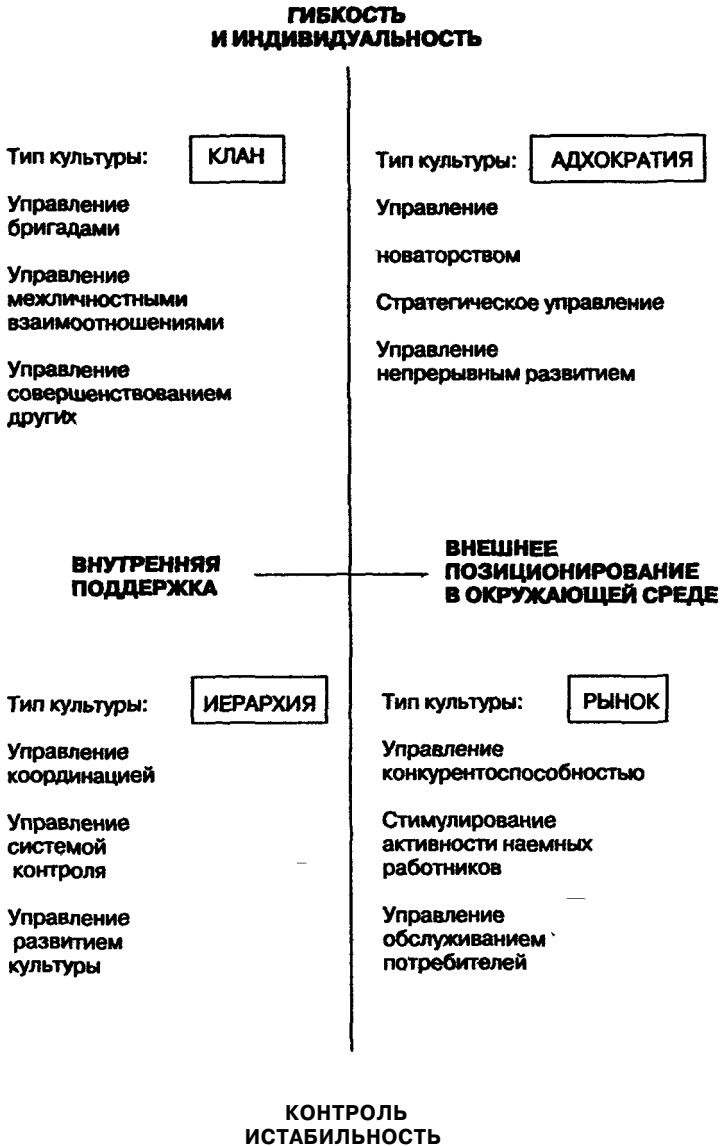 ГИБКОСТЬ
И ИНДИВИДУАЛЬНОСТЬ
Тип культуры: КЛАН
Управление
бригадами
Управление
межличностными
взаимоотношениями
Управление
совершенствованием
других
Тип культуры: АДХОКРАТИЯ
Управление
новаторством
Стратегическое управление
Управление
непрерывным развитием
ВНУТРЕННЯЯ
ПОДДЕРЖКА
ВНЕШНЕЕ
ПОЗИЦИОНИРОВАНИЕ
В ОКРУЖАЮЩЕЙ СРЕДЕ
Тип культуры: ИЕРАРХИЯ
Управление
координацией
Управление
системой
контроля
Управление
развитием
культуры
Тип культуры: РЫНОК
Управление
конкурентоспособностью
Стимулирование
активности наемных
работников
Управление
обслуживанием
потребителей
КОНТРОЛЬ
ИСТАБИЛЬНОСТЬ